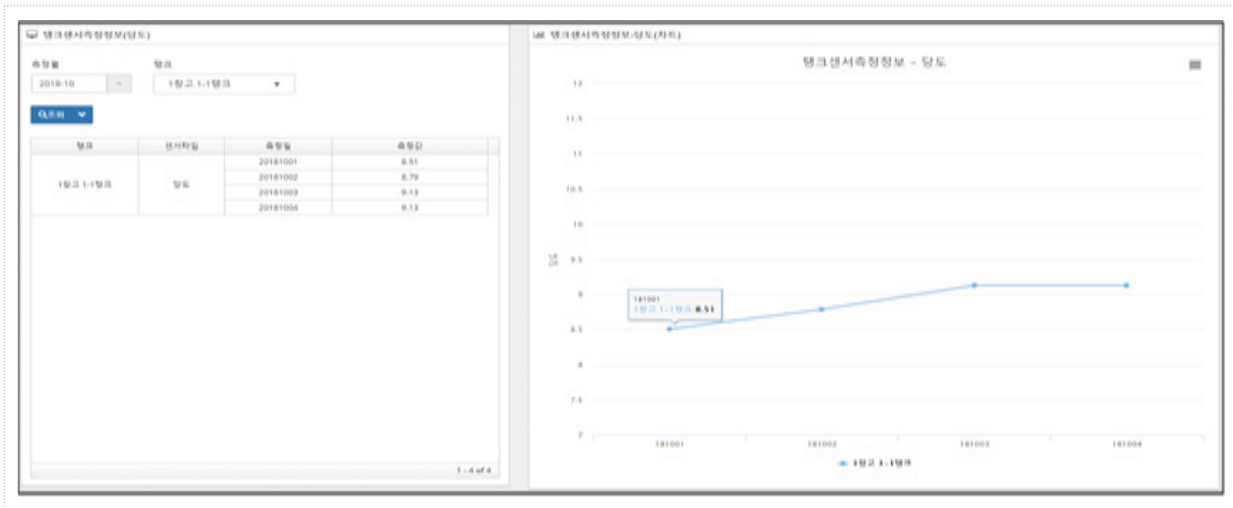 탱크센서측정정보(당도)
측정월
탱크
2018-10
~
1창고 1-1탱크
조회
탱크 센서타입 측정일 측정값
1창고 1-1탱크 당도
20181001 8.51
20181002 8.79
20181003 9.13
20181004 9.13
1 - 4 of 4
탱크센서측정정보-당도(차트)
탱크센서측정정보 - 당도
12
11.5
11
10.5
10
9.5
9
8.5
8
7.5
7
당도
181001
1창고 1-1탱크: 8.51
181001 181002 181003 181004
1창고 1-1탱크